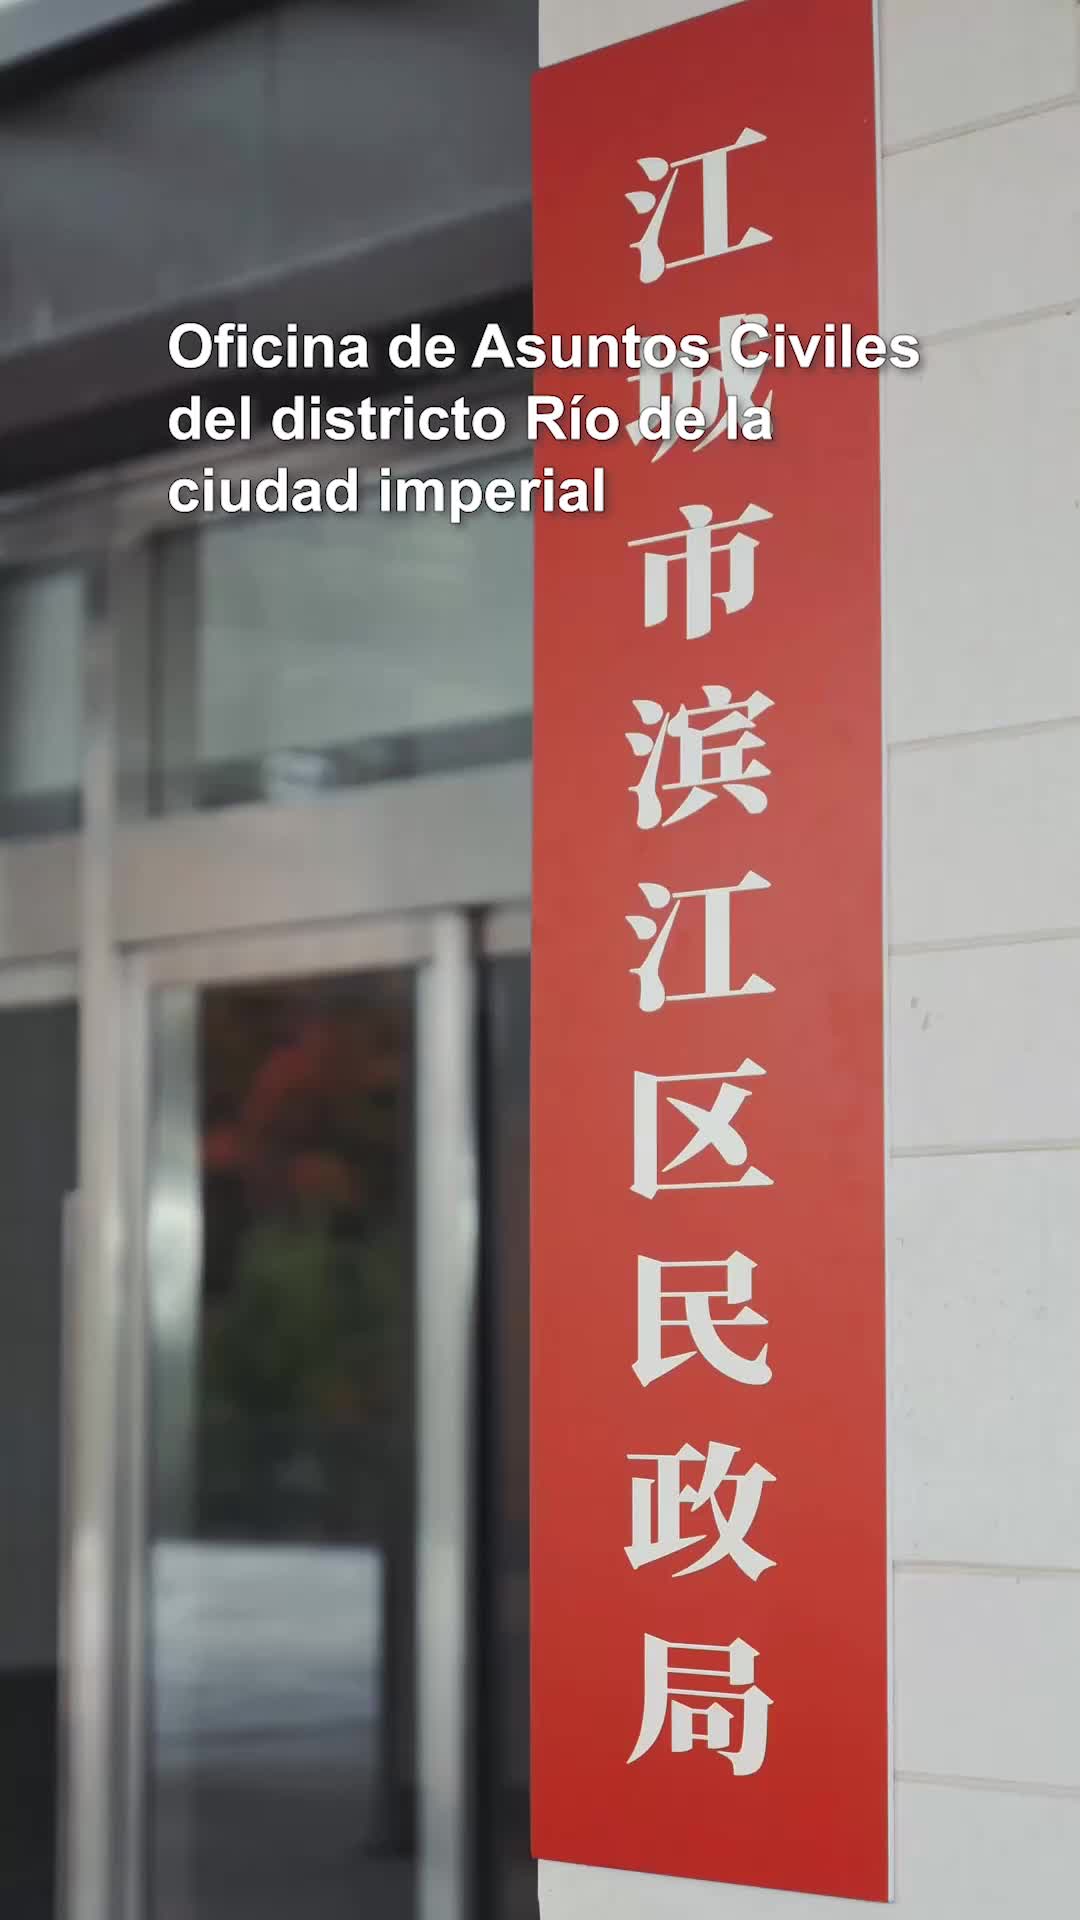 Oficina de Asuntos Civiles
del districto Río de la
ciudad imperial
江城市滨江区民政局